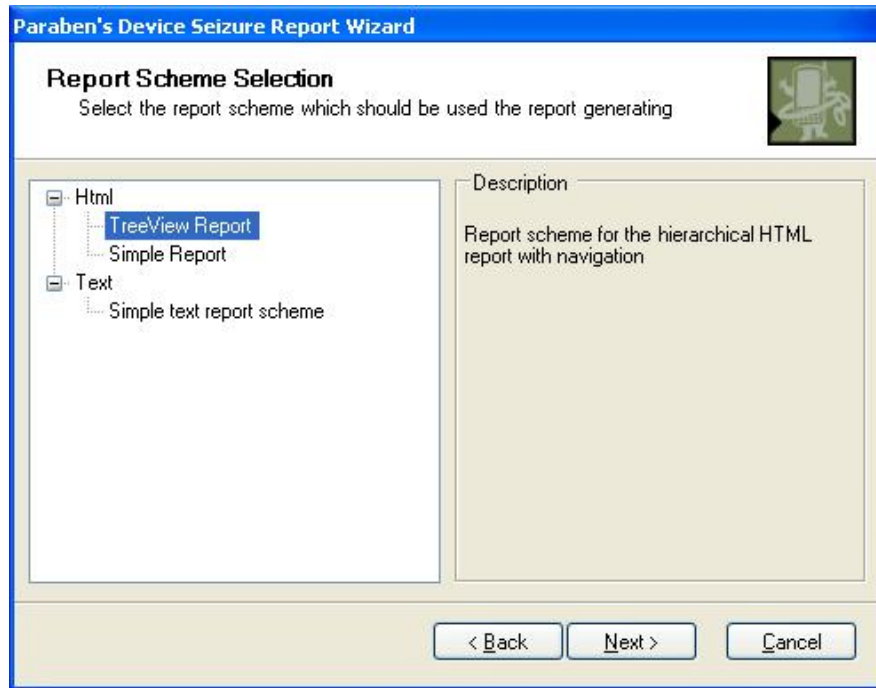 Paraben's Device Seizure Report Wizard
Report Scheme Selection
Select the report scheme which should be used the report generating
Html
TreeView Report
Simple Report
Text
Simple text report scheme
Description
Report scheme for the hierarchical HTML
report with navigation
< Back
Next >
Cancel